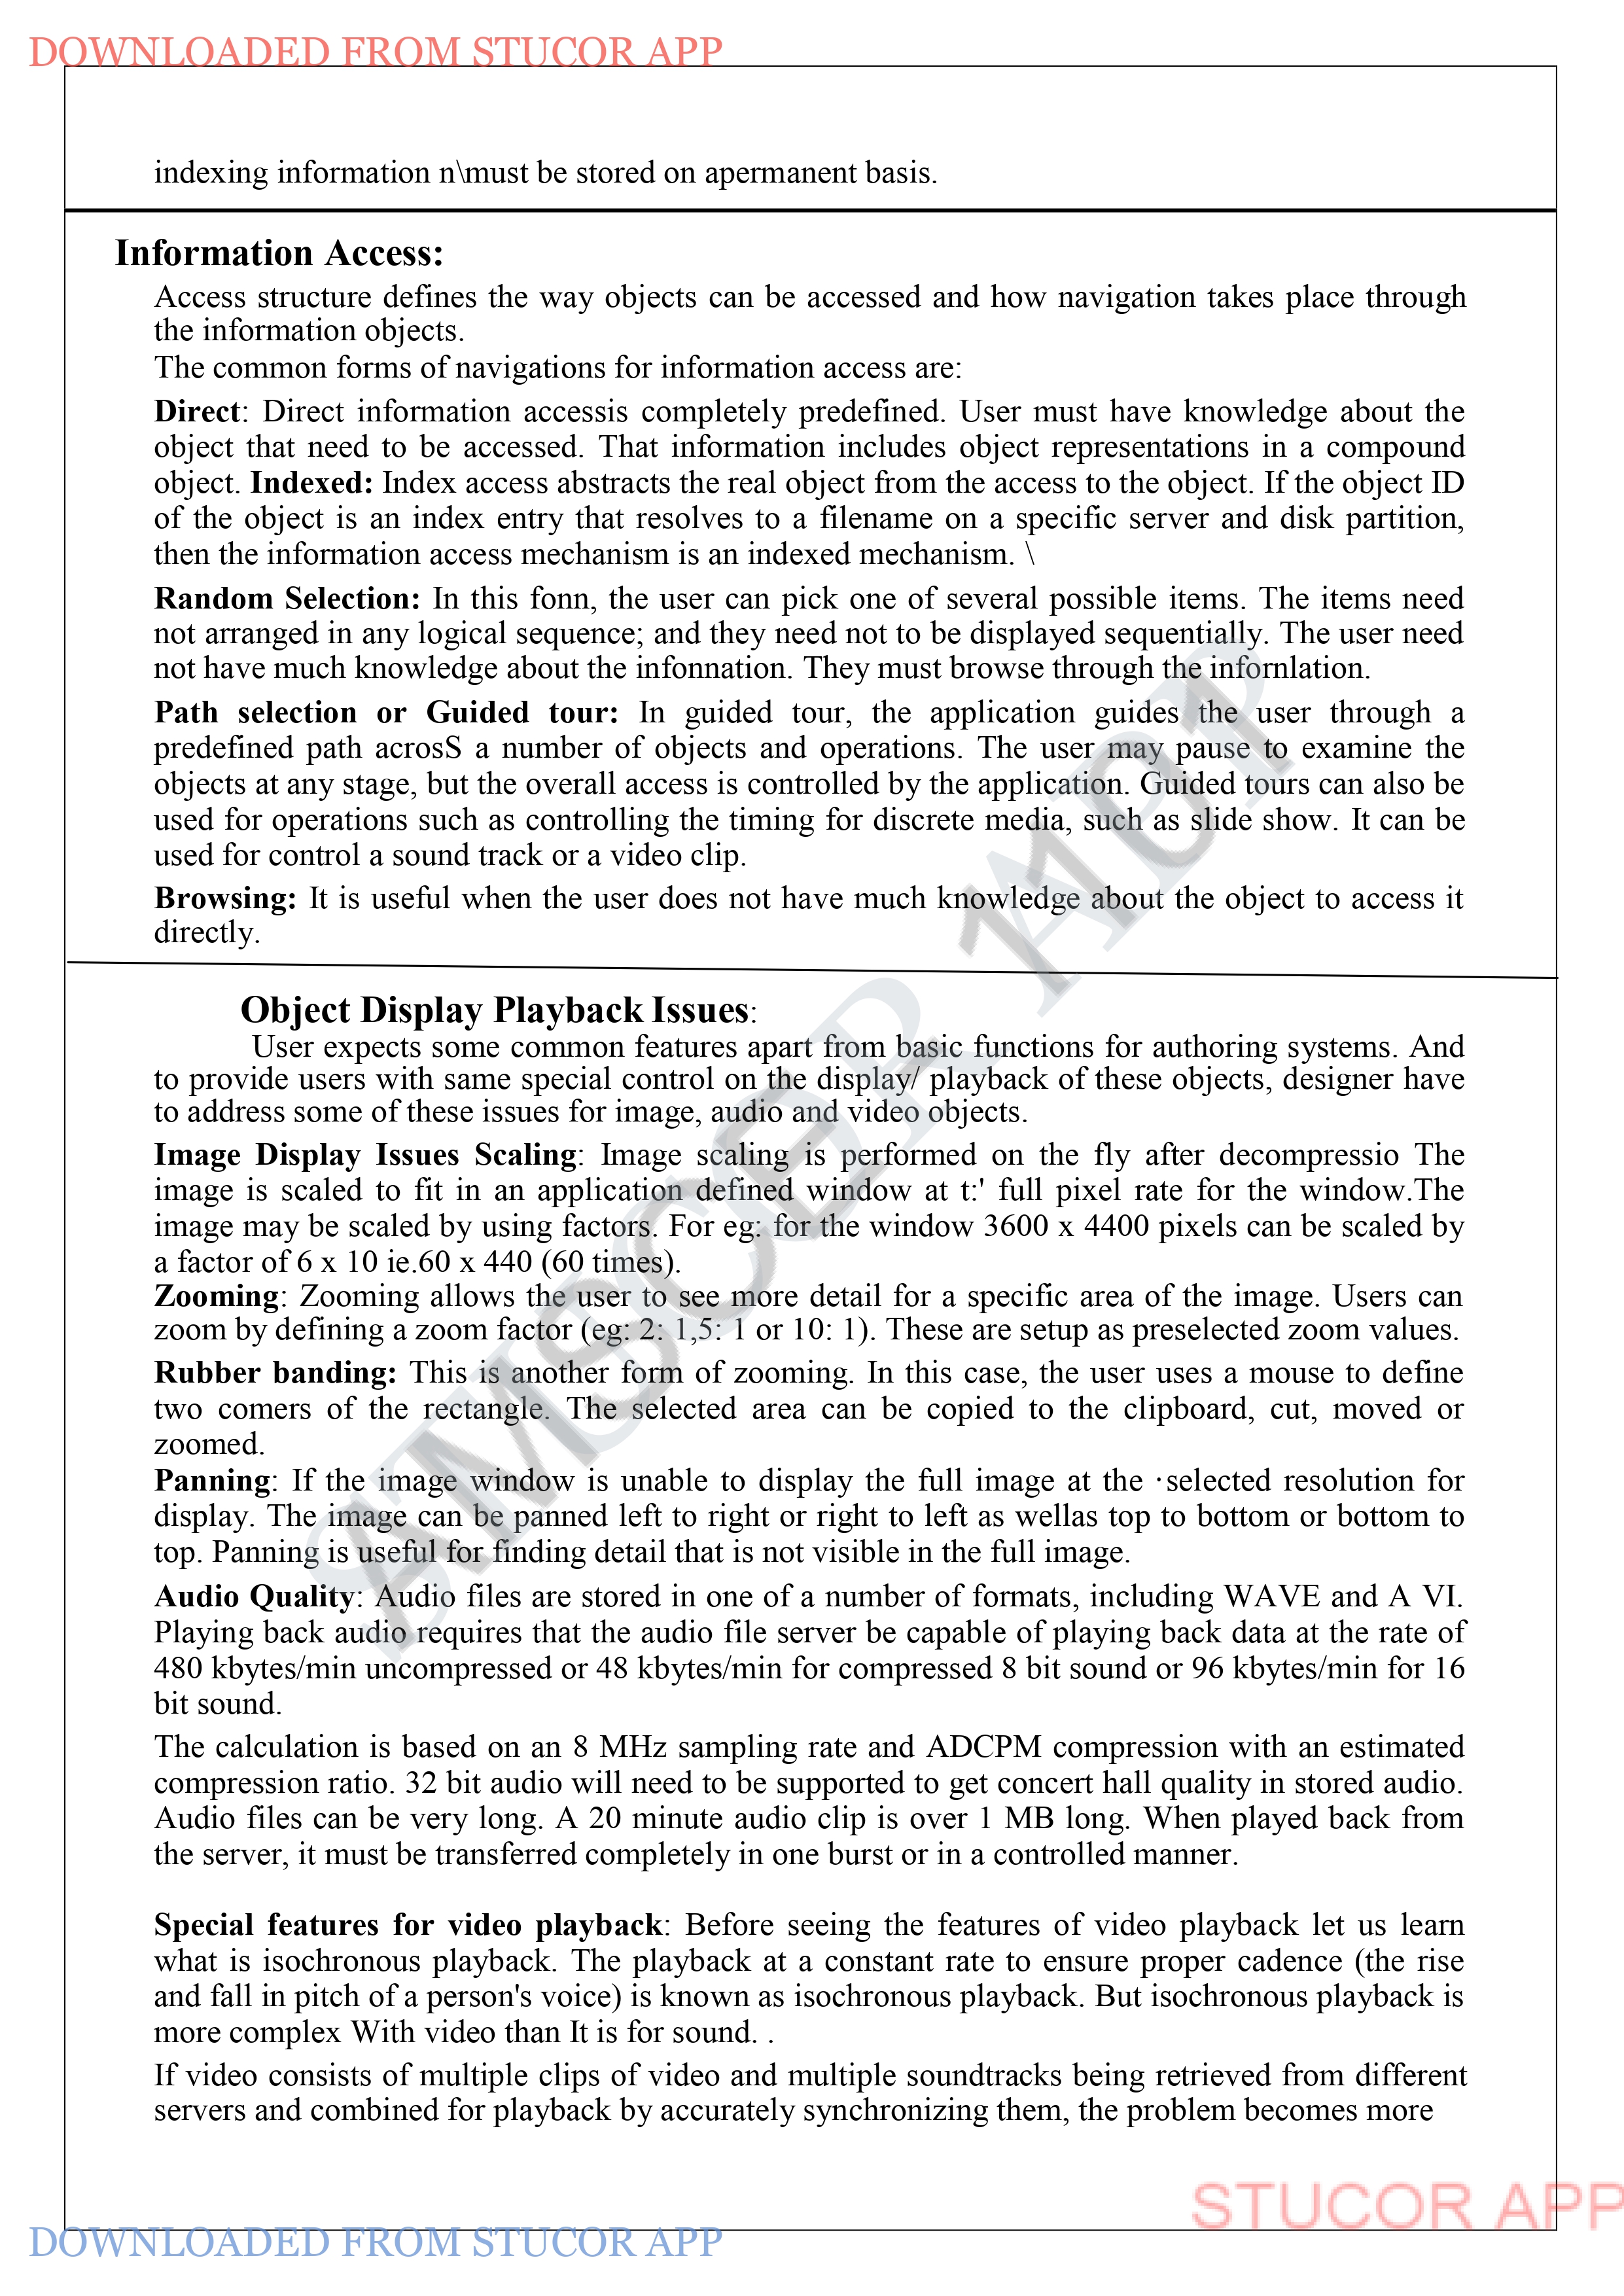 DOWNLOADED FROM STUCOR APP
indexing information n\must be stored on apermanent basis.
Information Access:
Access structure defines the way objects can be accessed and how navigation takes place through
the information objects.
The common forms of navigations for information access are:
Direct: Direct information accessis completely predefined. User must have knowledge about the
object that need to be accessed. That information includes object representations in a compound
object. Indexed: Index access abstracts the real object from the access to the object. If the object ID
of the object is an index entry that resolves to a filename on a specific server and disk partition,
then the information access mechanism is an indexed mechanism. \
Random Selection: In this fonn, the user can pick one of several possible items. The items need
not arranged in any logical sequence; and they need not to be displayed sequentially. The user need
not have much knowledge about the infonnation. They must browse through the infornlation.
Path selection or Guided tour: In guided tour, the application guides the user through a
predefined path acrosS a number of objects and operations. The user may pause to examine the
objects at any stage, but the overall access is controlled by the application. Guided tours can also be
used for operations such as controlling the timing for discrete media, such as slide show. It can be
used for control a sound track or a video clip.
Browsing: It is useful when the user does not have much knowledge about the object to access it
directly.
Object Display Playback Issues:
User expects some common features apart from basic functions for authoring systems. And
to provide users with same special control on the display/ playback of these objects, designer have
to address some of these issues for image, audio and video objects.
Image Display Issues Scaling: Image scaling is performed on the fly after decompressio The
image is scaled to fit in an application defined window at t:' full pixel rate for the window.The
image may be scaled by using factors. For eg: for the window 3600 x 4400 pixels can be scaled by
a factor of 6 x 10 ie.60 x 440 (60 times).
Zooming: Zooming allows the user to see more detail for a specific area of the image. Users can
zoom by defining a zoom factor (eg: 2: 1,5: 1 or 10: 1). These are setup as preselected zoom values.
Rubber banding: This is another form of zooming. In this case, the user uses a mouse to define
two comers of the rectangle. The selected area can be copied to the clipboard, cut, moved or
zoomed.
Panning: If the image window is unable to display the full image at the ·selected resolution for
display. The image can be panned left to right or right to left as wellas top to bottom or bottom to
top. Panning is useful for finding detail that is not visible in the full image.
Audio Quality: Audio files are stored in one of a number of formats, including WAVE and A VI.
Playing back audio requires that the audio file server be capable of playing back data at the rate of
480 kbytes/min uncompressed or 48 kbytes/min for compressed 8 bit sound or 96 kbytes/min for 16
bit sound.
The calculation is based on an 8 MHz sampling rate and ADCPM compression with an estimated
compression ratio. 32 bit audio will need to be supported to get concert hall quality in stored audio.
Audio files can be very long. A 20 minute audio clip is over 1 MB long. When played back from
the server, it must be transferred completely in one burst or in a controlled manner.
Special features for video playback: Before seeing the features of video playback let us learn
what is isochronous playback. The playback at a constant rate to ensure proper cadence (the rise
and fall in pitch of a person's voice) is known as isochronous playback. But isochronous playback is
more complex With video than It is for sound. .
If video consists of multiple clips of video and multiple soundtracks being retrieved from different
servers and combined for playback by accurately synchronizing them, the problem becomes more
AMSCE 1101
STUCOR APP
STUCOR APP
DOWNLOADED FROM STUCOR APP